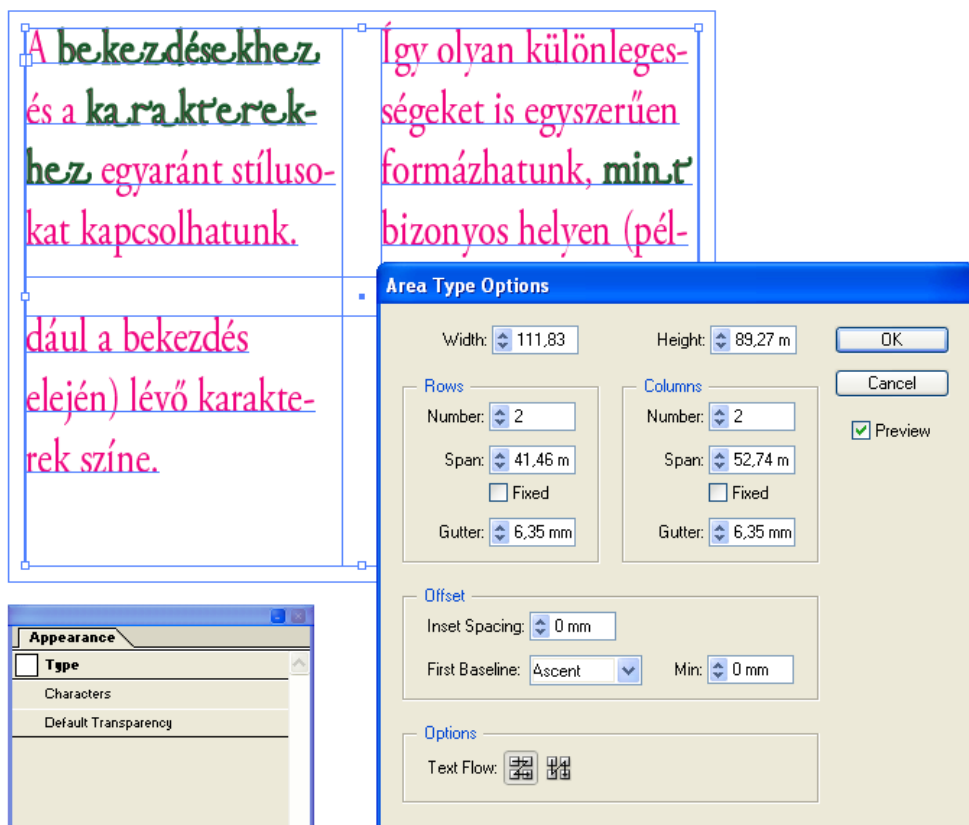 A bekezdésekhez
és a karakterek-
hez egyaránt stíluso-
kat kapcsolhatunk.
Így olyan különleges-
ségeket is egyszerűen
formázhatunk, mint
bizonyos helyen (pél-
dául a bekezdés
elején) lévő karakte-
rek színe.
Area Type Options
Width: 111,83 Height: 89,27 m
OK
Cancel
Preview
Rows
Number: 2
Span: 41,46 m
Fixed
Gutter: 6,35 mm
Columns
Number: 2
Span: 52,74 m
Fixed
Gutter: 6,35 mm
Offset
Inset Spacing: 0 mm
First Baseline: Ascent Min: 0 mm
Options
Text Flow:
Appearance
Type
Characters
Default Transparency